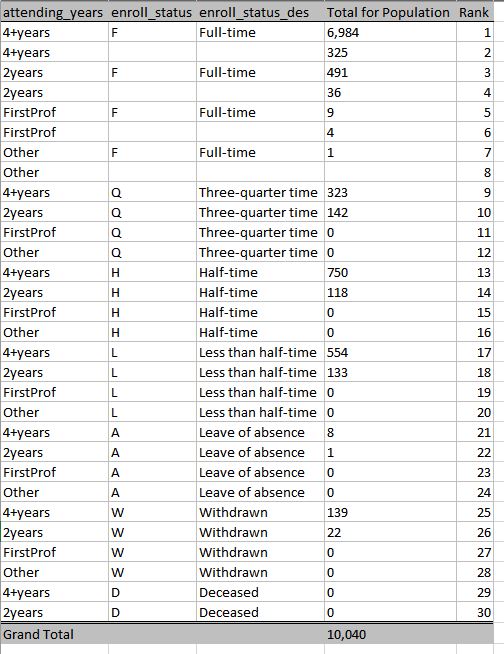 attending_years enroll_status enroll_status_des Total for Population Rank
4+years F Full-time 6,984 1
4+years 325 2
2years F Full-time 491 3
2years 36 4
FirstProf F Full-time 9 5
FirstProf 4 6
Other F Full-time 1 7
Other 8
4+years Q Three-quarter time 323 9
2years Q Three-quarter time 142 10
FirstProf Q Three-quarter time 0 11
Other Q Three-quarter time 0 12
4+years H Half-time 750 13
2years H Half-time 118 14
FirstProf H Half-time 0 15
Other H Half-time 0 16
4+years L Less than half-time 554 17
2years L Less than half-time 133 18
FirstProf L Less than half-time 0 19
Other L Less than half-time 0 20
4+years A Leave of absence 8 21
2years A Leave of absence 1 22
FirstProf A Leave of absence 0 23
Other A Leave of absence 0 24
4+years W Withdrawn 139 25
2years W Withdrawn 22 26
FirstProf W Withdrawn 0 27
Other W Withdrawn 0 28
4+years D Deceased 0 29
2years D Deceased 0 30
Grand Total 10,040